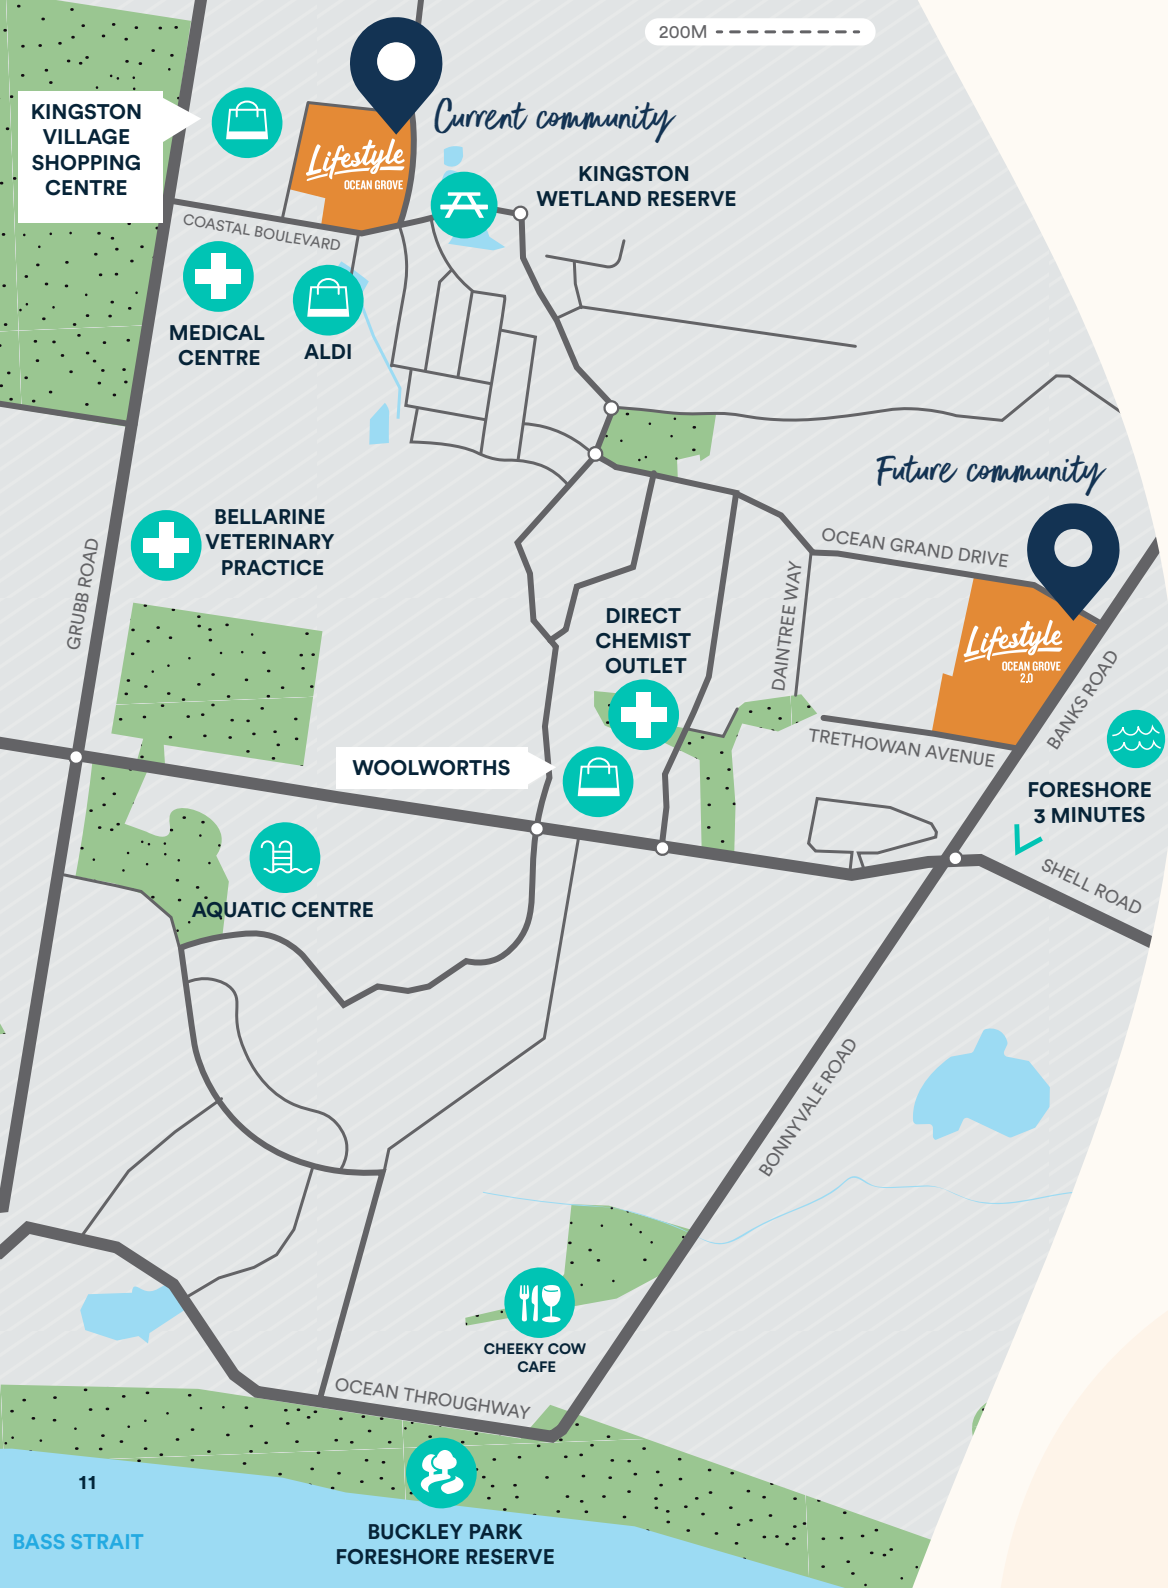 200M
KINGSTON
VILLAGE
SHOPPING
CENTRE
Current community
Lifestyle
OCEAN GROVE
KINGSTON
WETLAND RESERVE
COASTAL BOULEVARD
MEDICAL
CENTRE
ALDI
Future community
BELLARINE
VETERINARY
PRACTICE
GRUBB ROAD
OCEAN GRAND DRIVE
DAINTREE WAY
DIRECT
CHEMIST
OUTLET
Lifestyle
OCEAN GROVE
2.0
BANKS ROAD
TRETHOWAN AVENUE
WOOLWORTHS
FORESHORE
3 MINUTES
SHELL ROAD
AQUATIC CENTRE
BONNYVALE ROAD
CHEEKY COW
CAFE
OCEAN THROUGHWAY
11
BASS STRAIT
BUCKLEY PARK
FORESHORE RESERVE